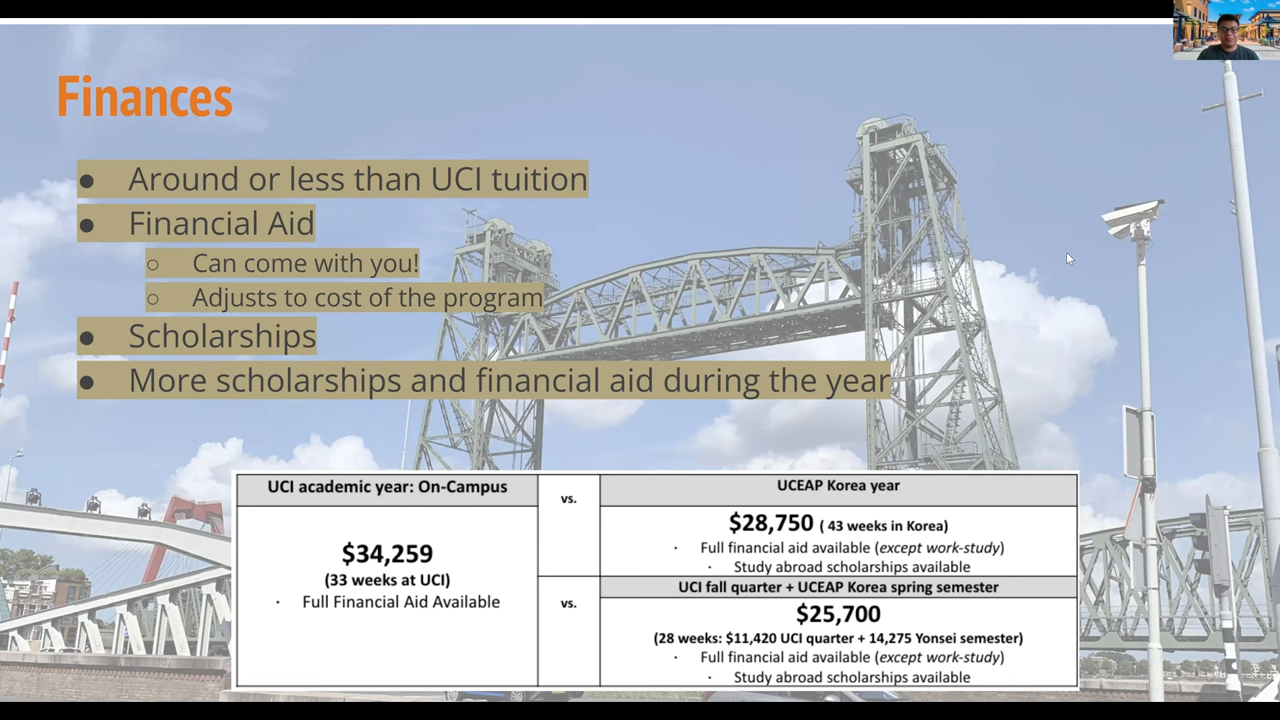 Finances
● Around or less than UCI tuition
● Financial Aid
○ Can come with you!
○ Adjusts to cost of the program
● Scholarships
● More scholarships and financial aid during the year
UCI academic year: On-Campus
$34,259
(33 weeks at UCI)
· Full Financial Aid Available
vs.
UCEAP Korea year
$28,750 ( 43 weeks in Korea)
· Full financial aid available (except work-study)
· Study abroad scholarships available
vs.
UCI fall quarter + UCEAP Korea spring semester
$25,700
(28 weeks: $11,420 UCI quarter + 14,275 Yonsei semester)
· Full financial aid available (except work-study)
· Study abroad scholarships available